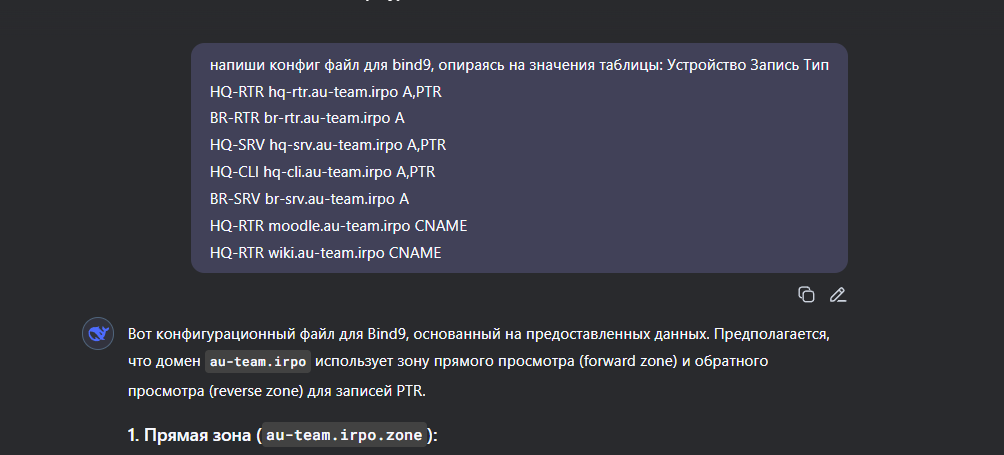 напиши конфиг файл для bind9, опираясь на значения таблицы: Устройство Запись Тип
HQ-RTR hq-rtr.au-team.irpo A,PTR
BR-RTR br-rtr.au-team.irpo A
HQ-SRV hq-srv.au-team.irpo A,PTR
HQ-CLI hq-cli.au-team.irpo A,PTR
BR-SRV br-srv.au-team.irpo A
HQ-RTR moodle.au-team.irpo CNAME
HQ-RTR wiki.au-team.irpo CNAME
Вот конфигурационный файл для Bind9, основанный на предоставленных данных. Предполагается,
что домен au-team.irpo использует зону прямого просмотра (forward zone) и обратного
просмотра (reverse zone) для записей PTR.
1. Прямая зона (au-team.irpo.zone):